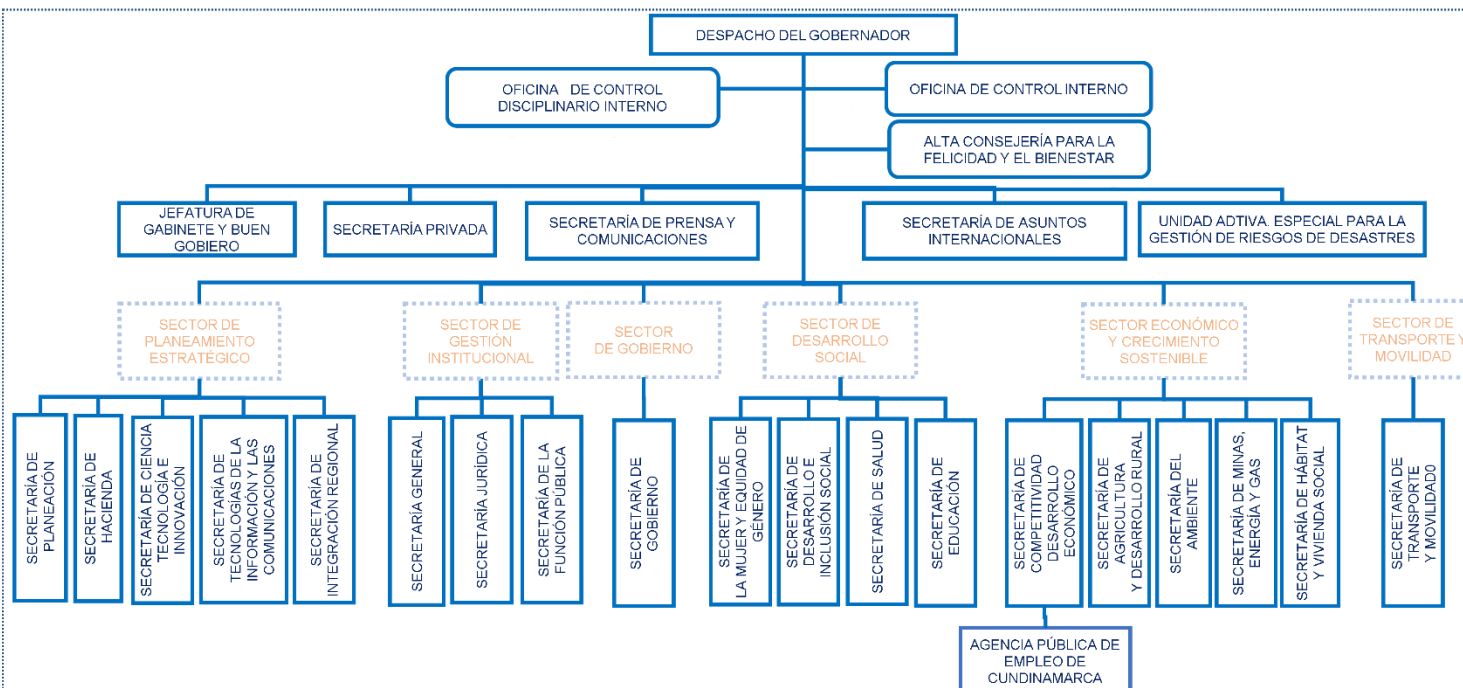 DESPACHO DEL GOBERNADOR
OFICINA DE CONTROL
DISCIPLINARIO INTERNO
OFICINA DE CONTROL INTERNO
ALTA CONSEJERÍA PARA LA
FELICIDAD Y EL BIENESTAR
JEFATURA DE
GABINETE Y BUEN
GOBIERO
SECRETARÍA PRIVADA
SECRETARÍA DE PRENSA Y
COMUNICACIONES
SECRETARÍA DE ASUNTOS
INTERNACIONALES
UNIDAD ADTIVA. ESPECIAL PARA LA
GESTIÓN DE RIESGOS DE DESASTRES
SECTOR DE
PLANEAMIENTO
ESTRATÉGICO
SECTOR DE
GESTIÓN
INSTITUCIONAL
SECTOR
DE GOBIERNO
SECTOR DE
DESARROLLO
SOCIAL
SECTOR ECONÓMICO
Y CRECIMIENTO
SOSTENIBLE
SECTOR DE
TRANSPORTE Y
MOVILIDAD
SECRETARÍA DE
PLANEACIÓN
SECRETARÍA DE
HACIENDA
SECRETARÍA DE CIENCIA
TECNOLOGÍA E
INNOVACIÓN
SECRETARÍA DE
TECNOLOGÍAS DE LA
INFORMACIÓN Y LAS
COMUNICACIONES
SECRETARÍA DE
INTEGRACIÓN REGIONAL
SECRETARÍA GENERAL
SECRETARÍA JURÍDICA
SECRETARÍA DE LA
FUNCIÓN PÚBLICA
SECRETARÍA DE
GOBIERNO
SECRETARÍA DE
LA MUJER Y EQUIDAD DE
GÉNERO
SECRETARÍA DE
DESARROLLO E
INCLUSIÓN SOCIAL
SECRETARÍA DE SALUD
SECRETARÍA DE
EDUCACIÓN
SECRETARÍA DE
COMPETITIVIDAD
DESARROLLO
ECONÓMICO
SECRETARÍA DE
AGRICULTURA
Y DESARROLLO RURAL
SECRETARÍA DEL
AMBIENTE
SECRETARÍA DE MINAS,
ENERGÍA Y GAS
SECRETARÍA DE HÁBITAT
Y VIVIENDA SOCIAL
SECRETARÍA DE
TRANSPORTE
Y MOVILIDAD0
AGENCIA PÚBLICA DE
EMPLEO DE
CUNDINAMARCA